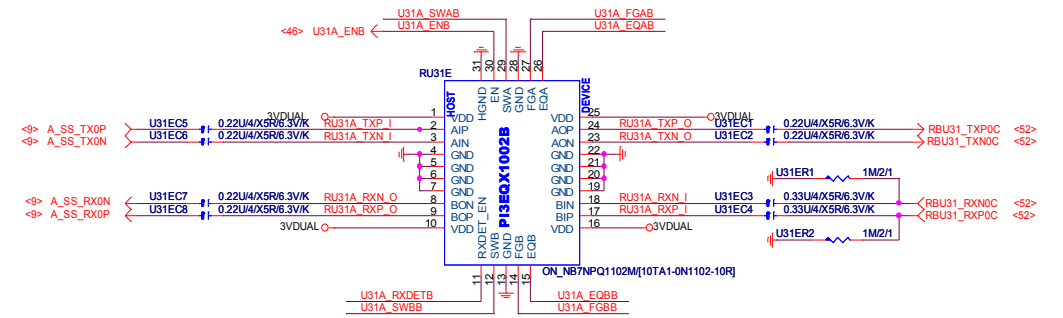 U31A_SWAB
U31A_FGAB
<46> U31A_ENB
U31A_ENB
U31A_EQAB
31
30
29
28
27
26
RU31E
HGND
EN
SWA
GND
FGA
EQA
HOST
DEVICE
3VDUAL
1
VDD
VDD
25
3VDUAL
<9> A_SS_TX0P
U31EC5
0.22U/4/X5R/6.3V/K
RU31A_TXP_I
2
AIP
AOP
24
RU31A_TXP_O
U31EC1
0.22U/4/X5R/6.3V/K
RBU31_TXP0C <52>
<9> A_SS_TX0N
U31EC6
0.22U/4/X5R/6.3V/K
RU31A_TXN_I
3
AIN
AON
23
RU31A_TXN_O
U31EC2
0.22U/4/X5R/6.3V/K
RBU31_TXN0C <52>
4
GND
GND
22
5
GND
GND
21
6
GND
GND
20
7
GND
GND
19
U31ER1
1M/2/1
PI3EQX1002B
<9> A_SS_RX0N
U31EC7
0.22U/4/X5R/6.3V/K
RU31A_RXN_O
8
BON
BIN
18
RU31A_RXN_I
U31EC3
0.33U/4/X5R/6.3V/K
RBU31_RXN0C <52>
<9> A_SS_RX0P
U31EC8
0.22U/4/X5R/6.3V/K
RU31A_RXP_O
9
BOP
BIP
17
RU31A_RXP_I
U31EC4
0.33U/4/X5R/6.3V/K
RBU31_RXP0C <52>
3VDUAL
10
VDD
VDD
16
3VDUAL
U31ER2
1M/2/1
RXDET_EN
SWB
GND
FGB
EQB
ON_NB7NPQ1102M/[10TA1-0N1102-10R]
11
12
13
14
15
U31A_RXDETB
U31A_EQBB
U31A_SWBB
U31A_FGBB